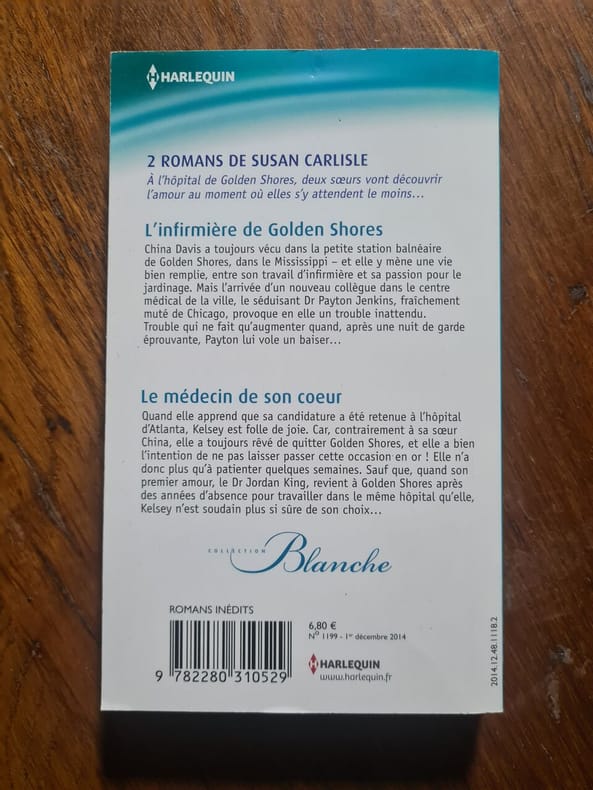 HARLEQUIN
2 ROMANS DE SUSAN CARLISLE
À l'hôpital de Golden Shores, deux sœurs vont découvrir
l'amour au moment où elles s'y attendent le moins...
L'infirmière de Golden Shores
China Davis a toujours vécu dans la petite station balnéaire
de Golden Shores, dans le Mississippi – et elle y mène une vie
bien remplie, entre son travail d'infirmière et sa passion pour le
jardinage. Mais l'arrivée d'un nouveau collègue dans le centre
médical de la ville, le séduisant Dr Payton Jenkins, fraîchement
muté de Chicago, provoque en elle un trouble inattendu.
Trouble qui ne fait qu'augmenter quand, après une nuit de garde
éprouvante, Payton lui vole un baiser...
Le médecin de son coeur
Quand elle apprend que sa candidature a été retenue à l'hôpital
d'Atlanta, Kelsey est folle de joie. Car, contrairement à sa sœur
China, elle a toujours rêvé de quitter Golden Shores, et elle a bien
l'intention de ne pas laisser passer cette occasion en or ! Elle n'a
donc plus qu'à patienter quelques semaines. Sauf que, quand son
premier amour, le Dr Jordan King, revient à Golden Shores après
des années d'absence pour travailler dans le même hôpital qu'elle,
Kelsey n'est soudain plus si sûre de son choix...
COLLECTION Blanche
ROMANS INÉDITS
6,80 €
N° 1199 - 1er décembre 2014
9 782280 310529
HARLEQUIN
www.harlequin.fr
2014.12.48.1118.2